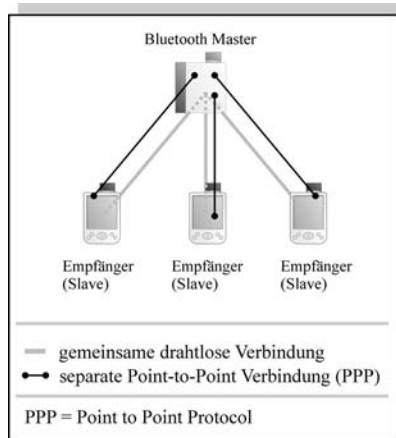 Bluetooth Master
Empfänger Empfänger Empfänger
(Slave) (Slave) (Slave)
gemeinsame drahtlose Verbindung
separate Point-to-Point Verbindung (PPP)
PPP = Point to Point Protocol